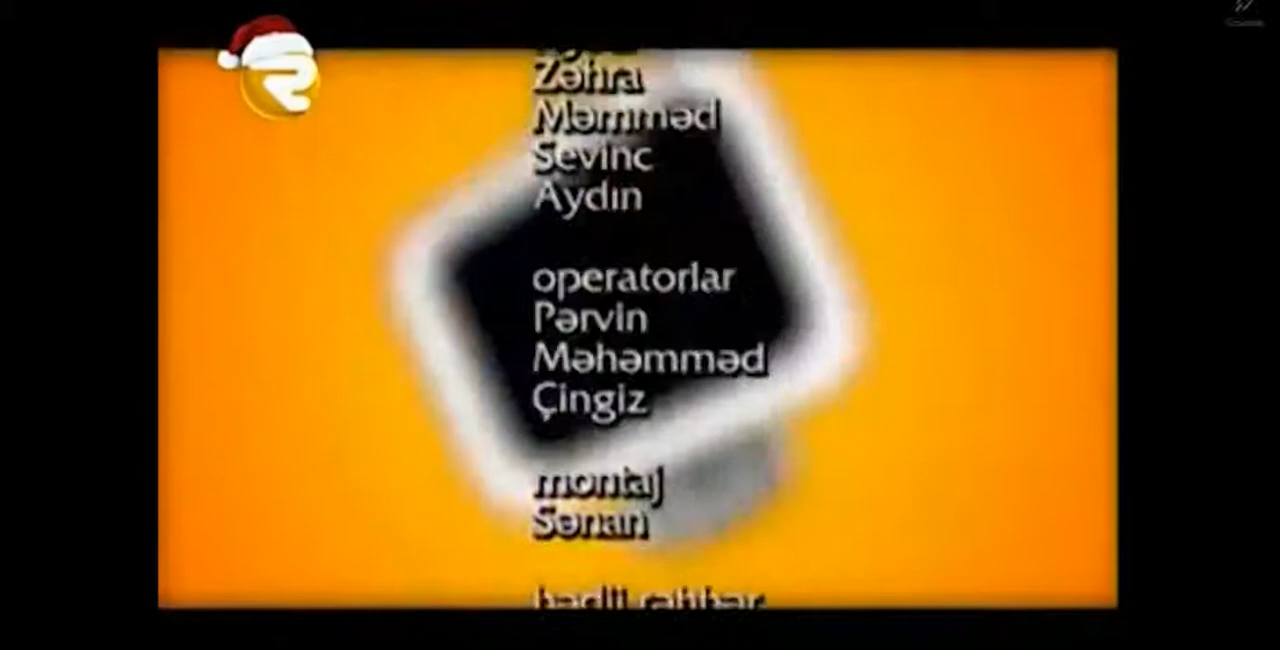 Zəhra
Məmməd
Sevinc
Aydın
operatorlar
Pərvin
Məhəmməd
Çingiz
montaj
Sənan